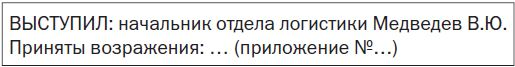 ВЫСТУПИЛ: начальник отдела логистики Медведев В.Ю.
Приняты возражения: … (приложение №…)